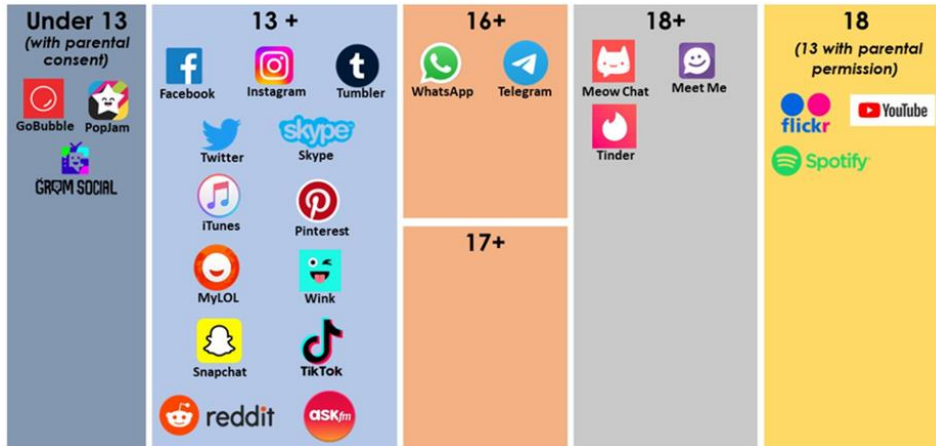 Under 13
(with parental
consent)
GoBubble
PopJam
GROM SOCIAL
13 +
Facebook
Instagram
Tumbler
Twitter
skype
Skype
iTunes
Pinterest
MyLOL
Wink
Snapchat
TikTok
reddit
ASKfm
16+
WhatsApp
Telegram
17+
18+
Meow Chat
Meet Me
Tinder
18
(13 with parental
permission)
flickr
YouTube
Spotify